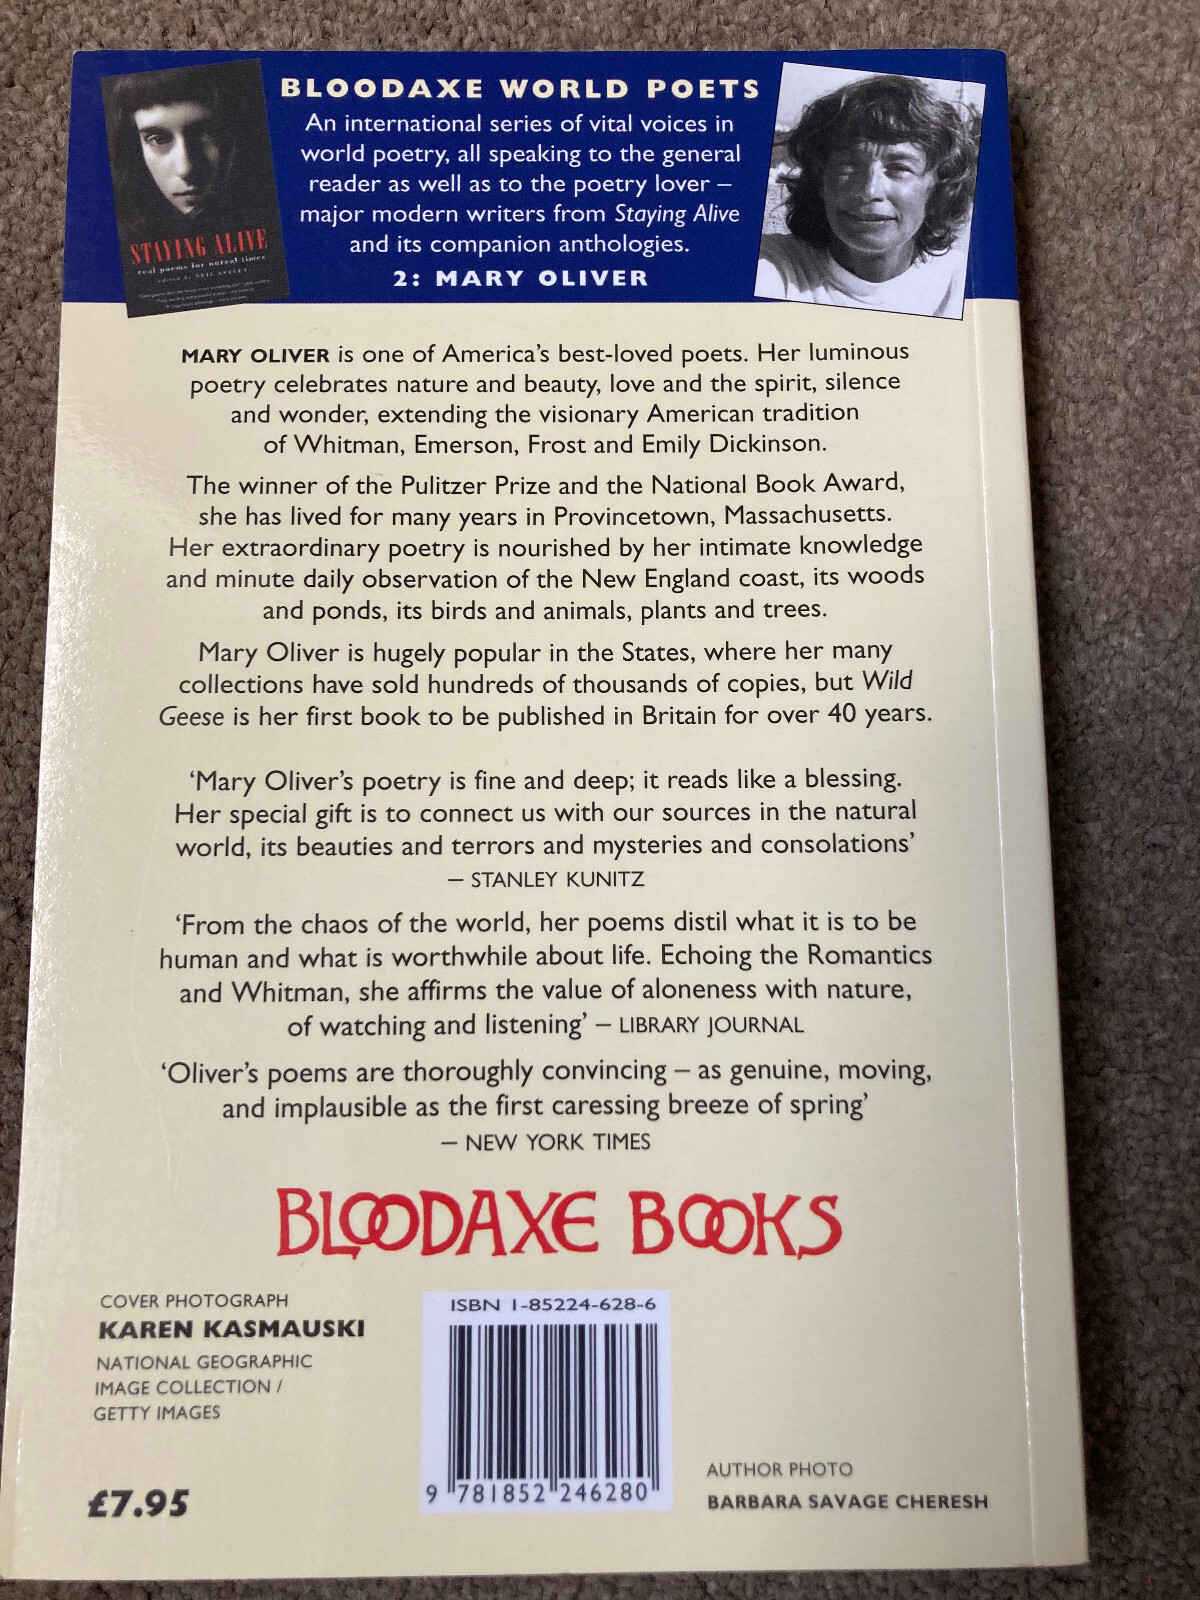 BLOODAXE WORLD POETS
An international series of vital voices in
world poetry, all speaking to the general
reader as well as to the poetry lover –
major modern writers from Staying Alive
and its companion anthologies.
2: MARY OLIVER
STAYING ALIVE
real poems for unreal times
edited by NEIL ASTLEY
MARY OLIVER is one of America's best-loved poets. Her luminous
poetry celebrates nature and beauty, love and the spirit, silence
and wonder, extending the visionary American tradition
of Whitman, Emerson, Frost and Emily Dickinson.
The winner of the Pulitzer Prize and the National Book Award,
she has lived for many years in Provincetown, Massachusetts.
Her extraordinary poetry is nourished by her intimate knowledge
and minute daily observation of the New England coast, its woods
and ponds, its birds and animals, plants and trees.
Mary Oliver is hugely popular in the States, where her many
collections have sold hundreds of thousands of copies, but Wild
Geese is her first book to be published in Britain for over 40 years.
'Mary Oliver's poetry is fine and deep; it reads like a blessing.
Her special gift is to connect us with our sources in the natural
world, its beauties and terrors and mysteries and consolations'
– STANLEY KUNITZ
'From the chaos of the world, her poems distil what it is to be
human and what is worthwhile about life. Echoing the Romantics
and Whitman, she affirms the value of aloneness with nature,
of watching and listening' – LIBRARY JOURNAL
'Oliver's poems are thoroughly convincing – as genuine, moving,
and implausible as the first caressing breeze of spring'
– NEW YORK TIMES
BLOODAXE BOOKS
COVER PHOTOGRAPH
KAREN KASMAUSKI
NATIONAL GEOGRAPHIC
IMAGE COLLECTION /
GETTY IMAGES
£7.95
ISBN 1-85224-628-6
9 781852 246280
AUTHOR PHOTO
BARBARA SAVAGE CHERESH